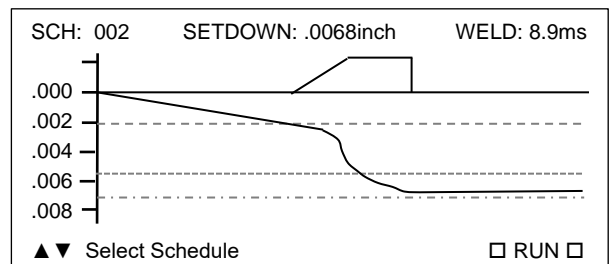 SCH: 002 SETDOWN: .0068inch WELD: 8.9ms
.000
.002
.004
.006
.008
▲▼ Select Schedule □ RUN □